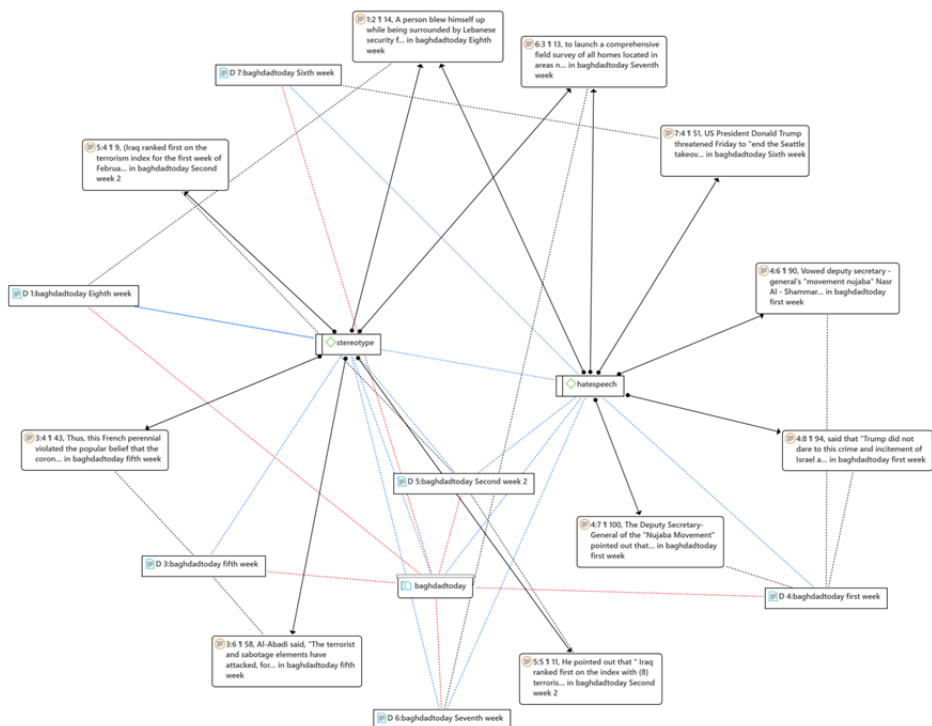 1:2 ¶ 14, A person blew himself up
while being surrounded by Lebanese
security f... in baghdadtoday Eighth
week
6:3 ¶ 13, to launch a comprehensive
field survey of all homes located in
areas n... in baghdadtoday Seventh
week
D 7:baghdadtoday Sixth week
7:4 ¶ 51, US President Donald Trump
threatened Friday to "end the Seattle
takeov... in baghdadtoday Sixth week
5:4 ¶ 9, (Iraq ranked first on the
terrorism index for the first week of
Februa... in baghdadtoday Second
week 2
4:6 ¶ 90, Vowed deputy secretary -
general's "movement nujaba" Nasr
Al - Shammar... in baghdadtoday
first week
D 1:baghdadtoday Eighth week
stereotype
hatespeech
3:4 ¶ 43, Thus, this French perennial
violated the popular belief that the
coron... in baghdadtoday fifth week
4:8 ¶ 94, said that "Trump did not
dare to this crime and incitement of
Israel a... in baghdadtoday first week
D 5:baghdadtoday Second week 2
4:7 ¶ 100, The Deputy Secretary-
General of the "Nujaba Movement"
pointed out that... in baghdadtoday
first week
D 3:baghdadtoday fifth week
baghdadtoday
D 4:baghdadtoday first week
3:6 ¶ 58, Al-Abadi said, "The terrorist
and sabotage elements have
attacked, for... in baghdadtoday fifth
week
5:5 ¶ 11, He pointed out that " Iraq
ranked first on the index with (8)
terroris... in baghdadtoday Second
week 2
D 6:baghdadtoday Seventh week